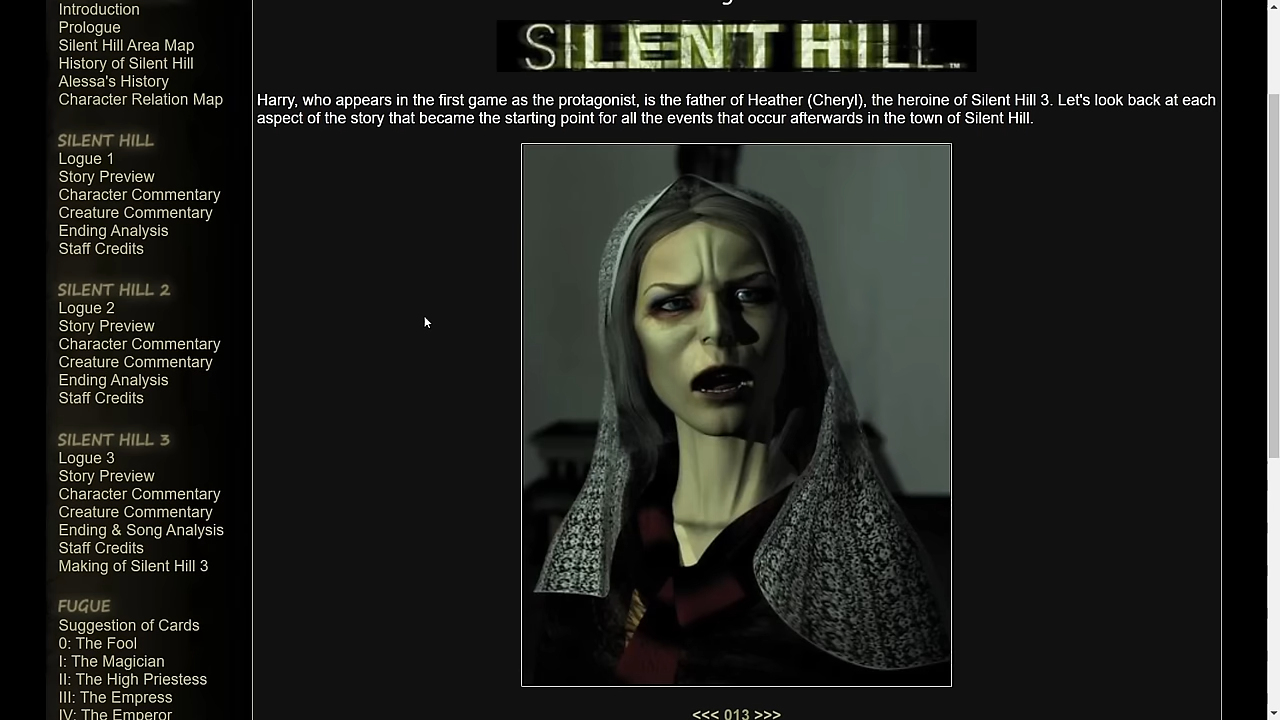 Introduction
Prologue
Silent Hill Area Map
History of Silent Hill
Alessa's History
Character Relation Map
SILENT HILL
Logue 1
Story Preview
Character Commentary
Creature Commentary
Ending Analysis
Staff Credits
SILENT HILL 2
Logue 2
Story Preview
Character Commentary
Creature Commentary
Ending Analysis
Staff Credits
SILENT HILL 3
Logue 3
Story Preview
Character Commentary
Creature Commentary
Ending & Song Analysis
Staff Credits
Making of Silent Hill 3
FUGUE
Suggestion of Cards
0: The Fool
I: The Magician
II: The High Priestess
III: The Empress
IV: The Emperor
SILENT HILL™
Harry, who appears in the first game as the protagonist, is the father of Heather (Cheryl), the heroine of Silent Hill 3. Let's look back at each
aspect of the story that became the starting point for all the events that occur afterwards in the town of Silent Hill.
<<< 013 >>>